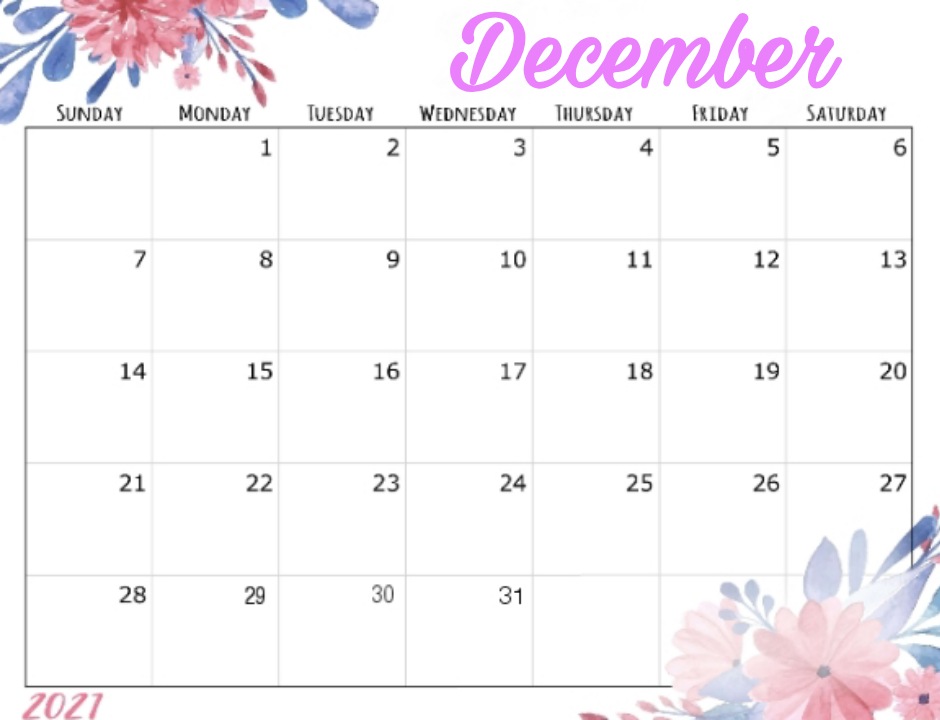 December
SUNDAY MONDAY TUESDAY WEDNESDAY THURSDAY FRIDAY SATURDAY
1 2 3 4 5 6
7 8 9 10 11 12 13
14 15 16 17 18 19 20
21 22 23 24 25 26 27
28 29 30 31
2021